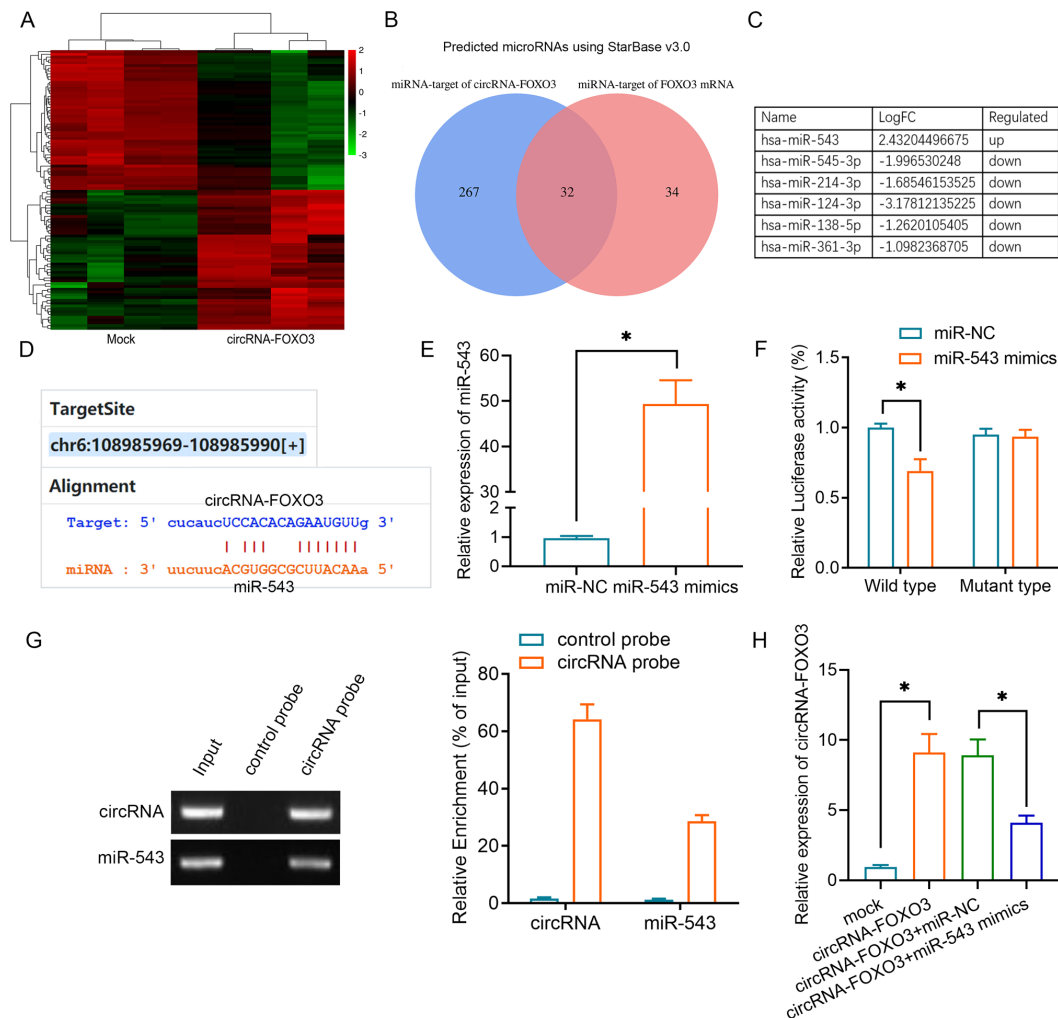 A
2
1
0
-1
-2
-3
Mock circRNA-FOXO3
B
Predicted microRNAs using StarBase v3.0
miRNA-target of circRNA-FOXO3 miRNA-target of FOXO3 mRNA
267 32 34
C
Name LogFC Regulated
hsa-miR-543 2.43204496675 up
hsa-miR-545-3p -1.996530248 down
hsa-miR-214-3p -1.68546153525 down
hsa-miR-124-3p -3.17812135225 down
hsa-miR-138-5p -1.2620105405 down
hsa-miR-361-3p -1.0982368705 down
D
TargetSite
chr6:108985969-108985990[+]
Alignment
circRNA-FOXO3
Target: 5' cucaucUCCACACAGAAUGUUg 3'
miRNA : 3' uucuucACGUGGCGCUUACAAa 5'
miR-543
E
Relative expression of miR-543
60
50
40
30
2
1
0
*
miR-NC miR-543 mimics
F
miR-NC
miR-543 mimics
Relative Luciferase activity (%)
1.5
1.0
0.5
0.0
*
Wild type Mutant type
G
Input control probe circRNA probe
circRNA
miR-543
control probe
circRNA probe
Relative Enrichment (% of input)
80
60
40
20
0
circRNA miR-543
H
Relative expression of circRNA-FOXO3
15
10
5
0
* *
mock
circRNA-FOXO3
circRNA-FOXO3+miR-NC
circRNA-FOXO3+miR-543 mimics